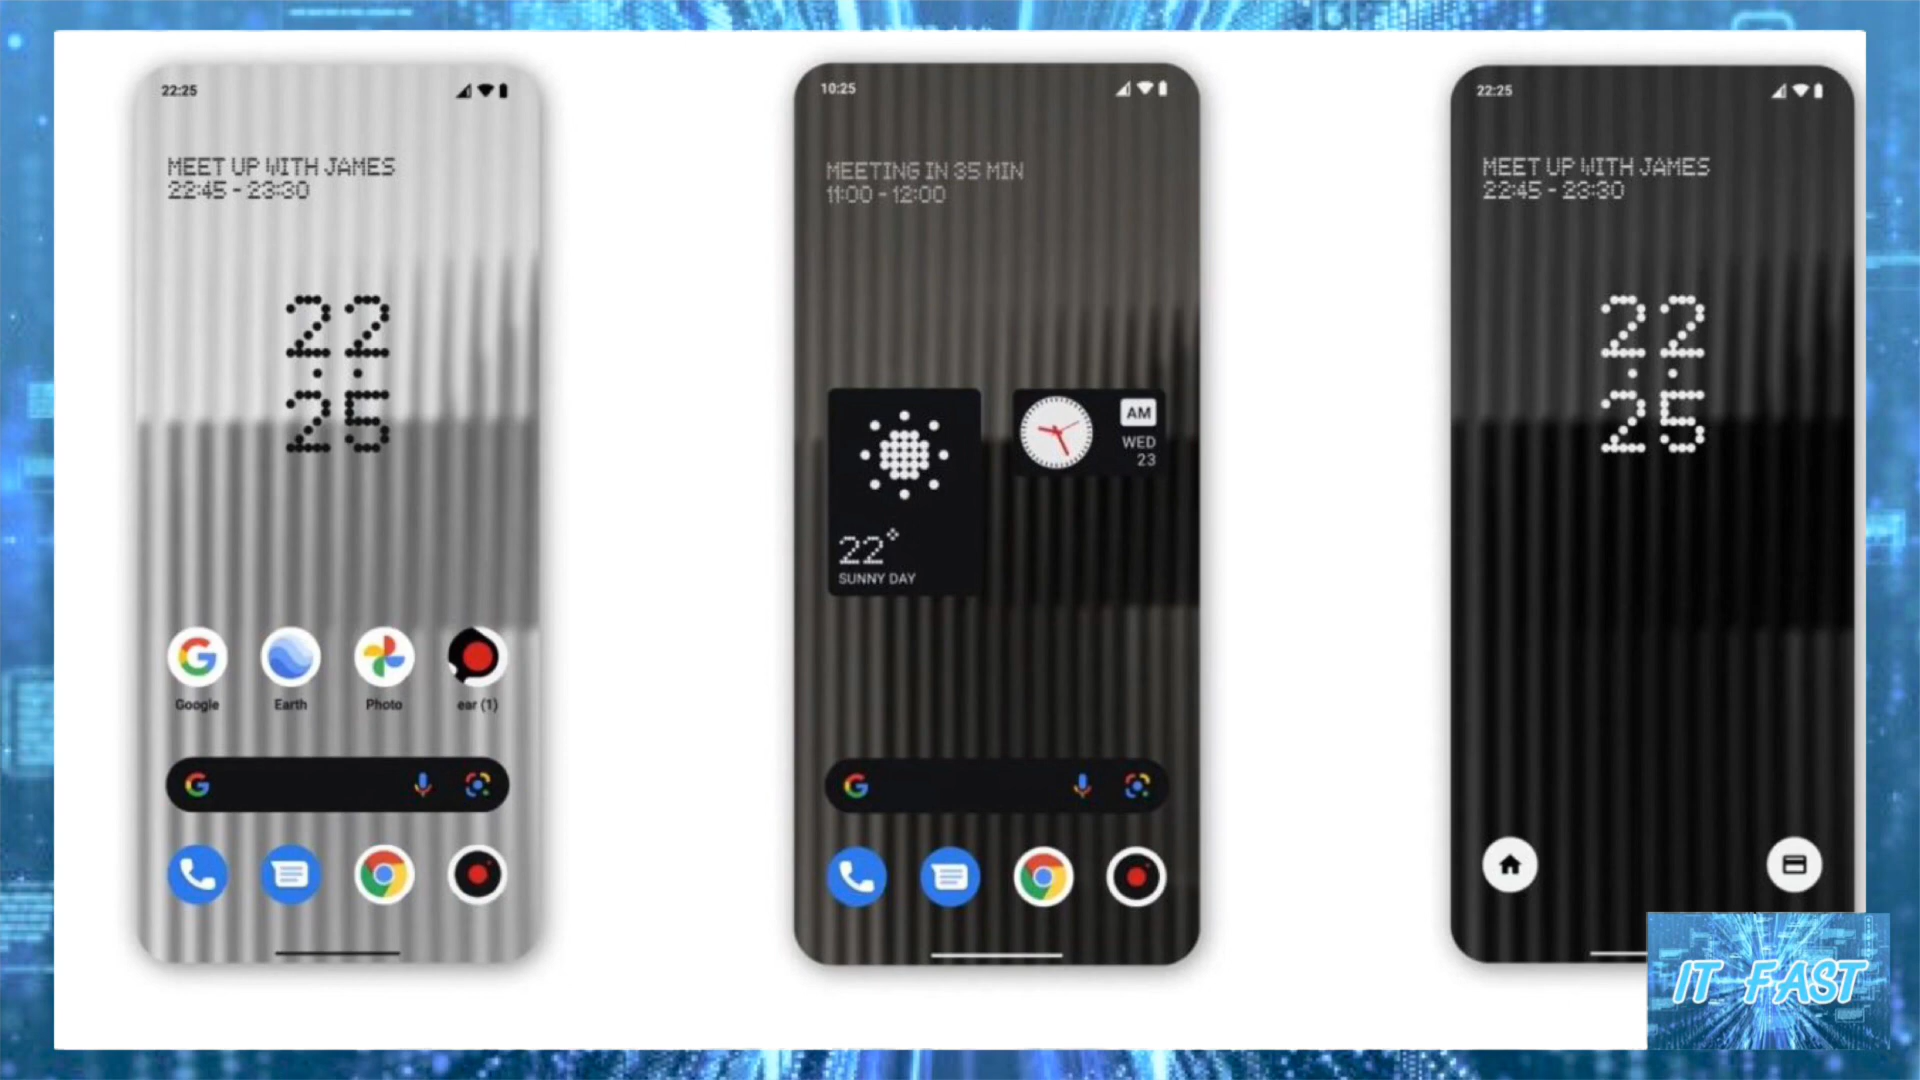 22:25
MEET UP WITH JAMES
22:45 - 23:30
22
:
25
Google Earth Photo ear (1)
10:25
MEETING IN 35 MIN
11:00 - 12:00
22°
SUNNY DAY
AM
WED
23
22:25
MEET UP WITH JAMES
22:45 - 23:30
22
:
25
IT FAST